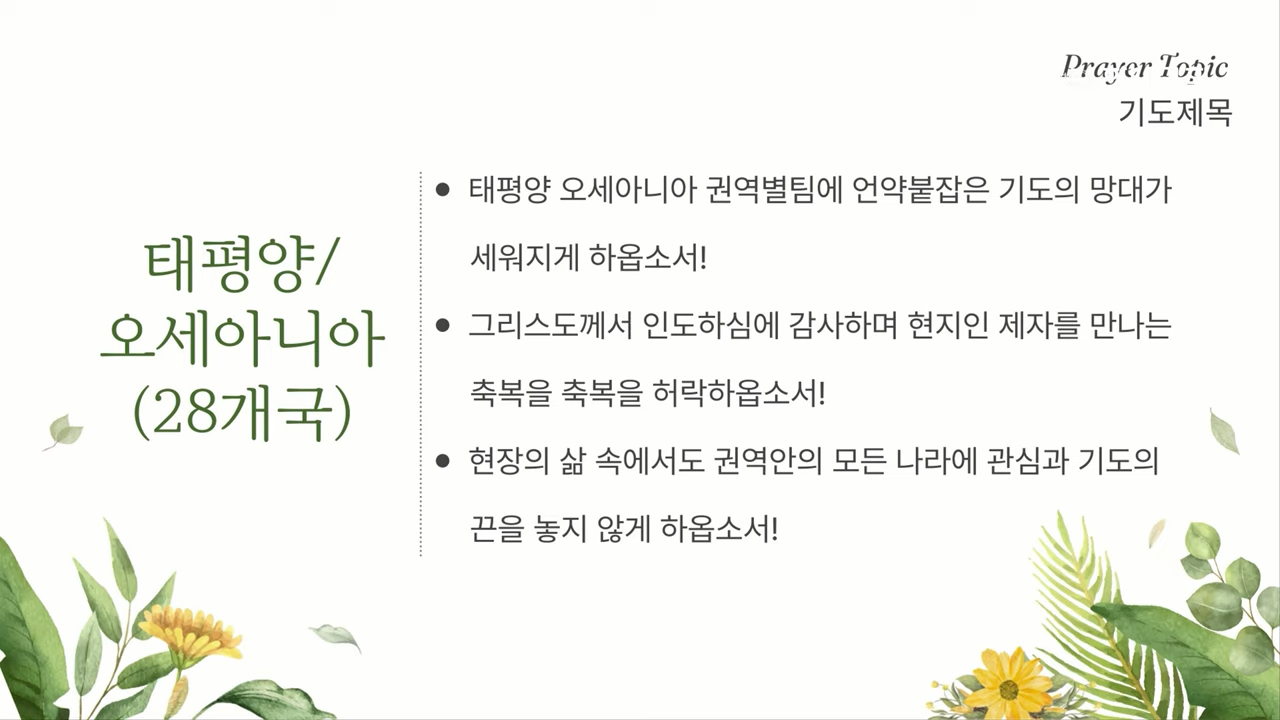 Prayer Topic
기도제목
태평양/
오세아니아
(28개국)
● 태평양 오세아니아 권역별팀에 언약붙잡은 기도의 망대가
세워지게 하옵소서!
● 그리스도께서 인도하심에 감사하며 현지인 제자를 만나는
축복을 축복을 허락하옵소서!
● 현장의 삶 속에서도 권역안의 모든 나라에 관심과 기도의
끈을 놓지 않게 하옵소서!